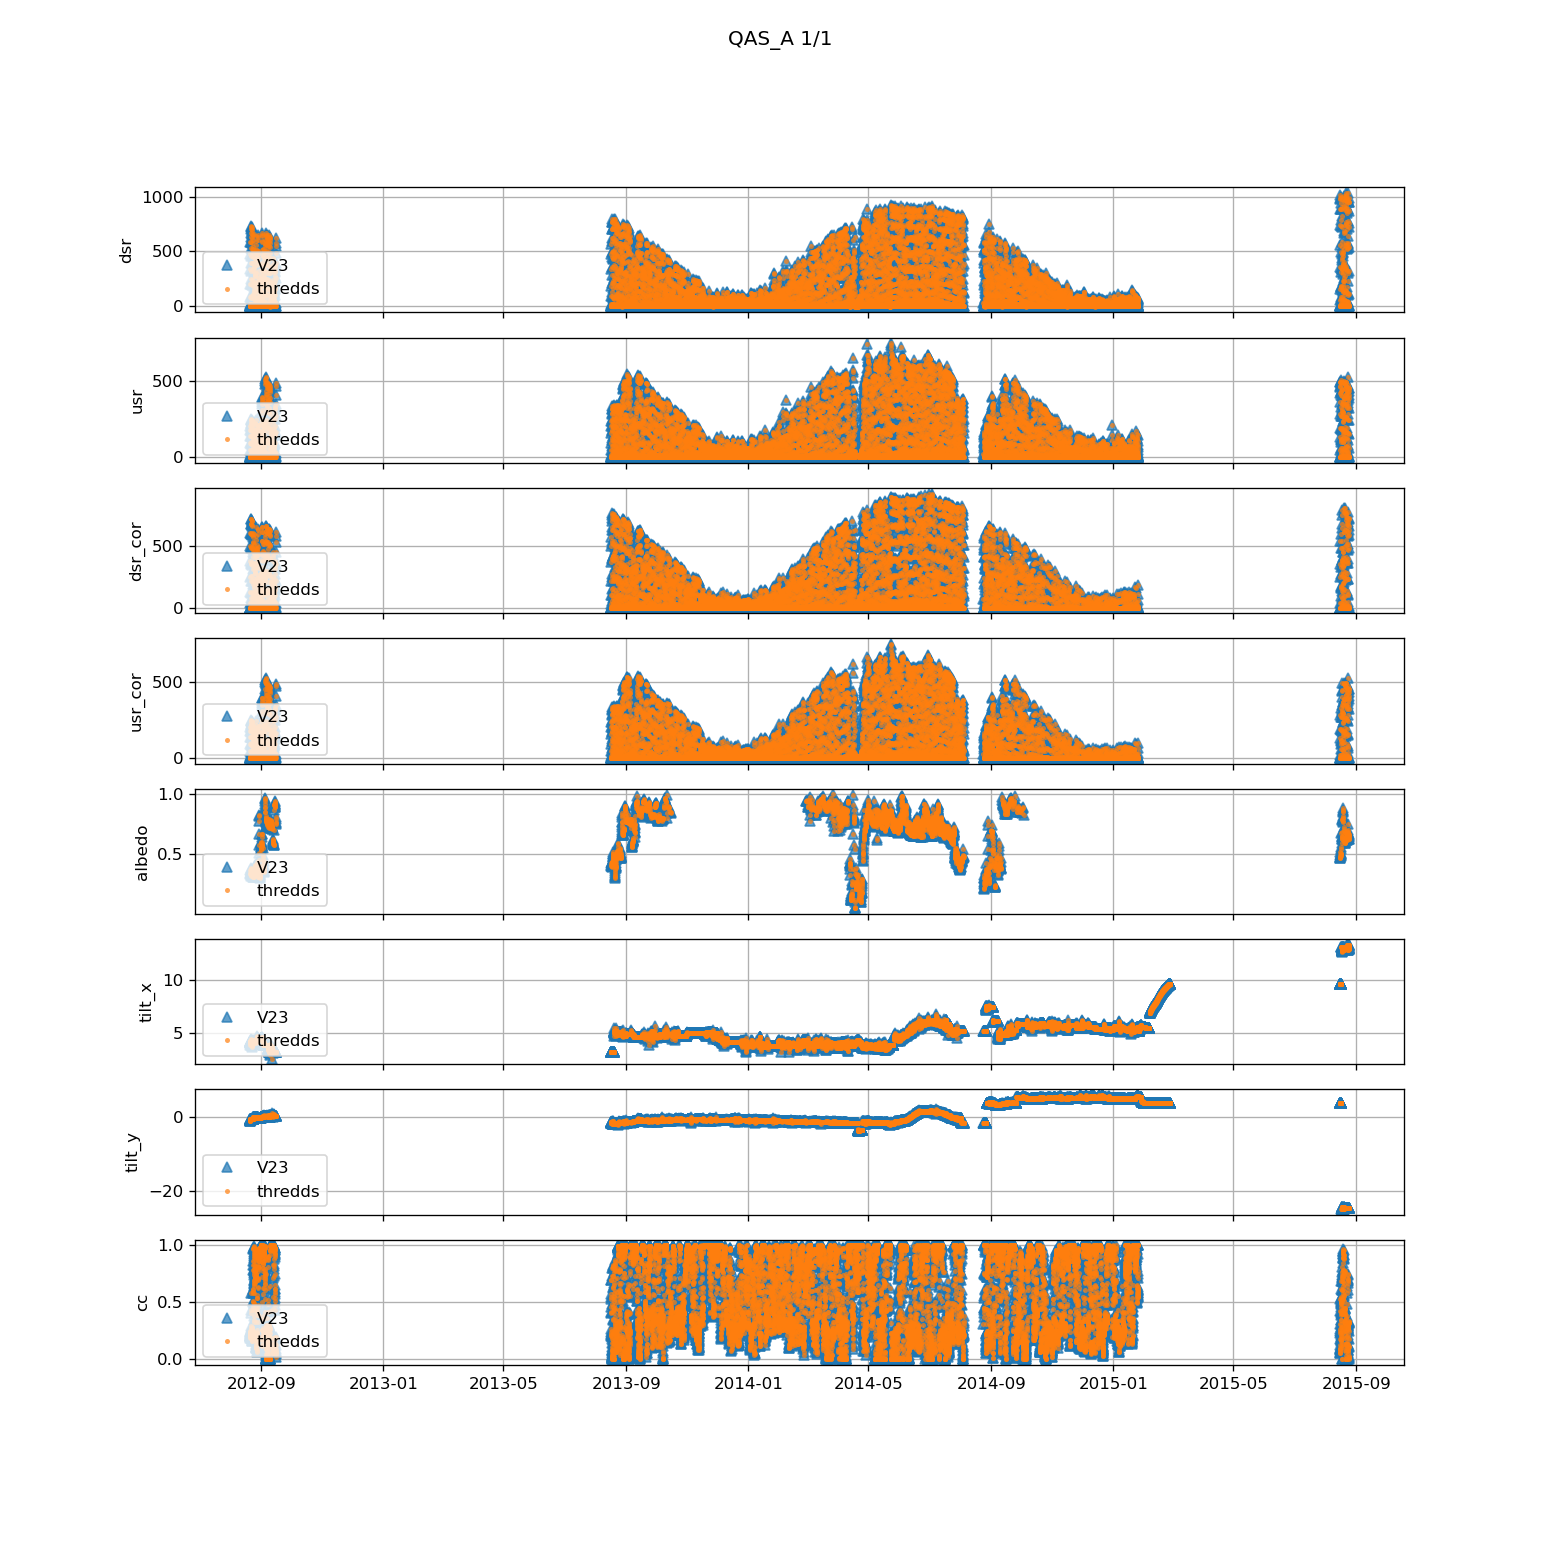 QAS_A 1/1
1000
500
0
dsr
V23
thredds
500
0
usr
V23
thredds
500
0
dsr_cor
V23
thredds
500
0
usr_cor
V23
thredds
1.0
0.5
albedo
V23
thredds
10
5
tilt_x
V23
thredds
0
−20
tilt_y
V23
thredds
1.0
0.5
0.0
cc
V23
thredds
2012-09 2013-01 2013-05 2013-09 2014-01 2014-05 2014-09 2015-01 2015-05 2015-09